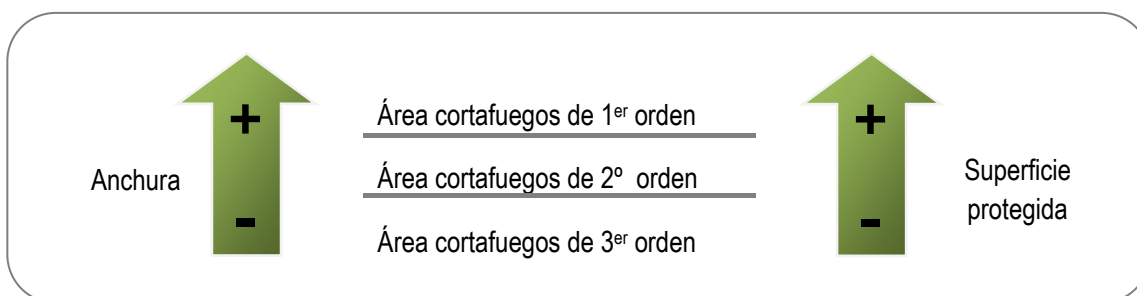 +
Área cortafuegos de 1er orden
+
Anchura
Área cortafuegos de 2º orden
Superficie
protegida
-
Área cortafuegos de 3er orden
-